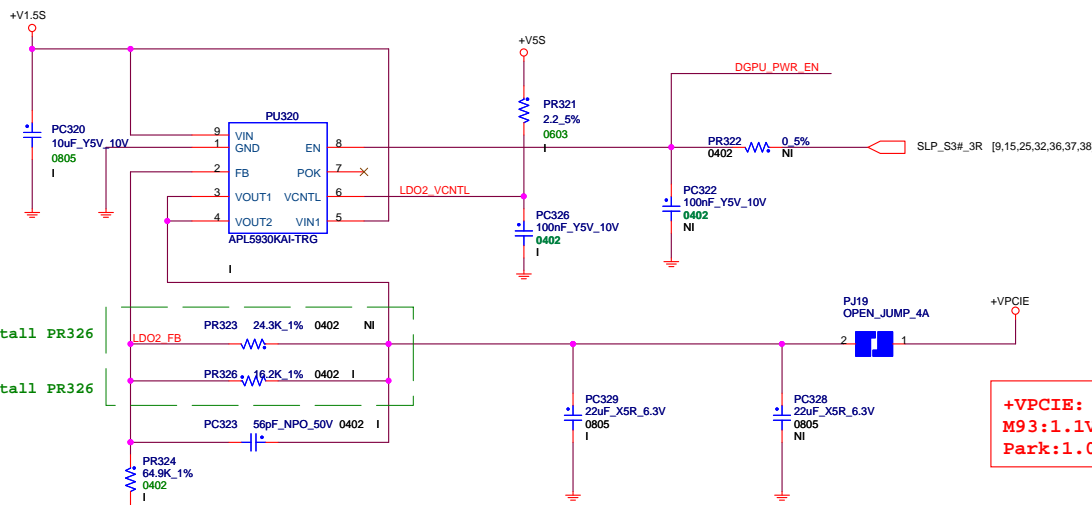 +V1.5S
+V5S
DGPU_PWR_EN
PC320
10uF_Y5V_10V
0805
I
PU320
9
VIN
1
GND
2
FB
3
VOUT1
4
VOUT2
EN
8
POK
7
VCNTL
6
VIN1
5
APL5930KAI-TRG
I
PR321
2.2_5%
0603
I
LDO2_VCNTL
PC326
100nF_Y5V_10V
0402
I
PR322
0402
0_5%
NI
SLP_S3#_3R [9,15,25,32,36,37,38
PC322
100nF_Y5V_10V
0402
NI
tall PR326
LDO2_FB
PR323 24.3K_1% 0402 NI
tall PR326
PR326 16.2K_1% 0402 I
PC323 56pF_NPO_50V 0402 I
PR324
64.9K_1%
0402
I
PC329
22uF_X5R_6.3V
0805
I
PC328
22uF_X5R_6.3V
0805
NI
PJ19
OPEN_JUMP_4A
2
1
+VPCIE
+VPCIE:
M93:1.1V
Park:1.0